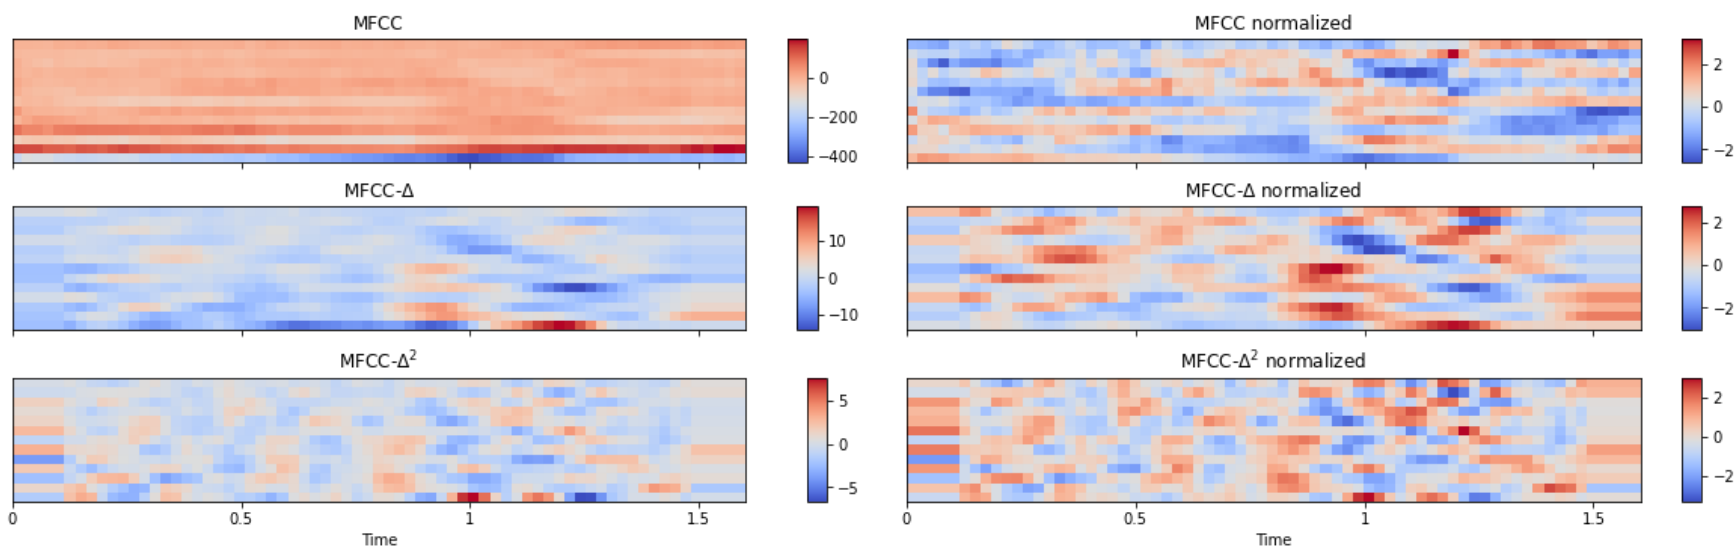 MFCC
MFCC normalized
0
−200
−400
2
0
−2
MFCC-Δ
MFCC-Δ normalized
10
0
−10
2
0
−2
MFCC-Δ²
MFCC-Δ² normalized
5
0
−5
2
0
−2
0 0.5 1 1.5
0 0.5 1 1.5
Time
Time